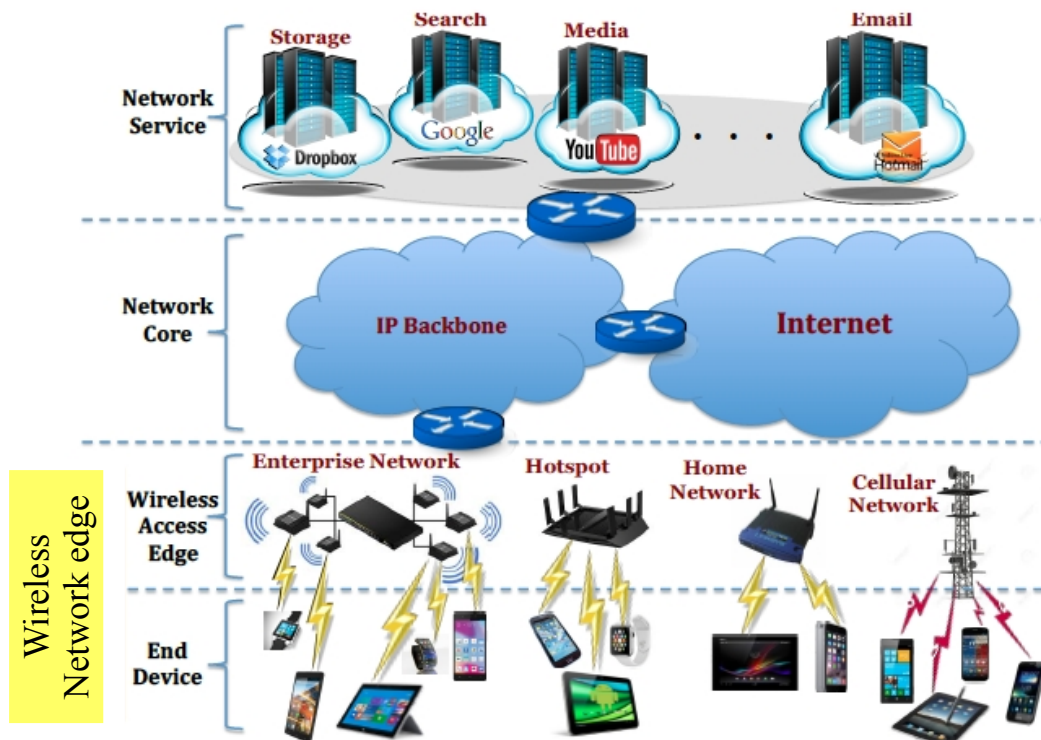 Storage
Search
Media
Email
Network
Service
Dropbox
Google
YouTube
Hotmail
Network
Core
IP Backbone
Internet
Wireless
Network edge
Wireless
Access
Edge
Enterprise Network
Hotspot
Home
Network
Cellular
Network
End
Device